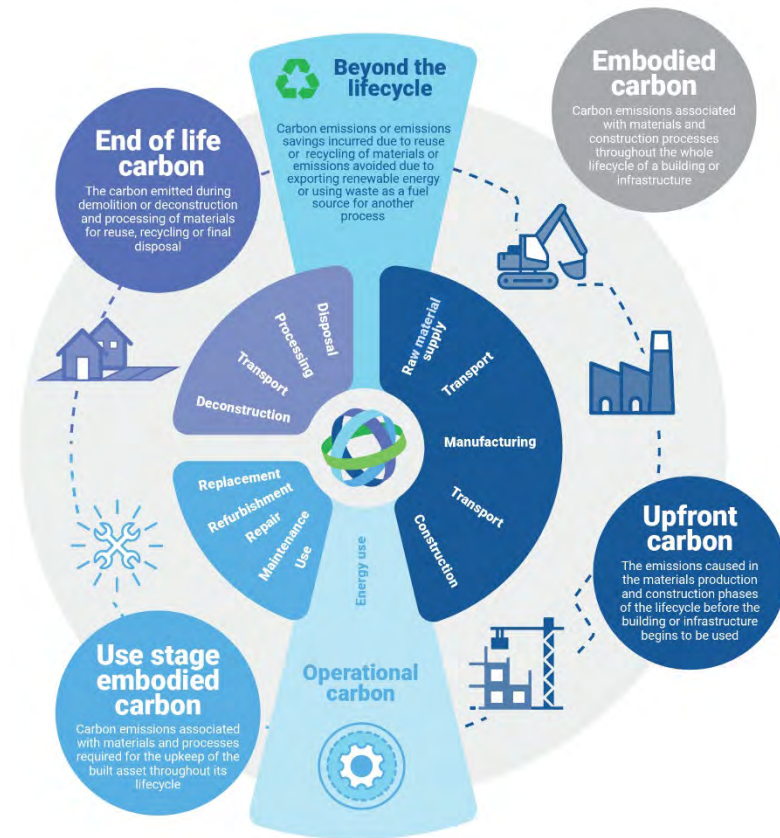 Beyond the
lifecycle
Carbon emissions or emissions
savings incurred due to reuse
or recycling of materials or
emissions avoided due to
exporting renewable energy
or using waste as a fuel
source for another
process
Embodied
carbon
Carbon emissions associated
with materials and
construction processes
throughout the whole
lifecycle of a building or
infrastructure
End of life
carbon
The carbon emitted during
demolition or deconstruction
and processing of materials
for reuse, recycling or final
disposal
Disposal
Processing
Transport
Deconstruction
Raw material
supply
Transport
Manufacturing
Transport
Construction
Replacement
Refurbishment
Repair
Maintenance
Use
Energy use
Upfront
carbon
The emissions caused in
the materials production
and construction phases
of the lifecycle before the
building or infrastructure
begins to be used
Use stage
embodied
carbon
Carbon emissions associated
with materials and processes
required for the upkeep of the
built asset throughout its
lifecycle
Operational
carbon